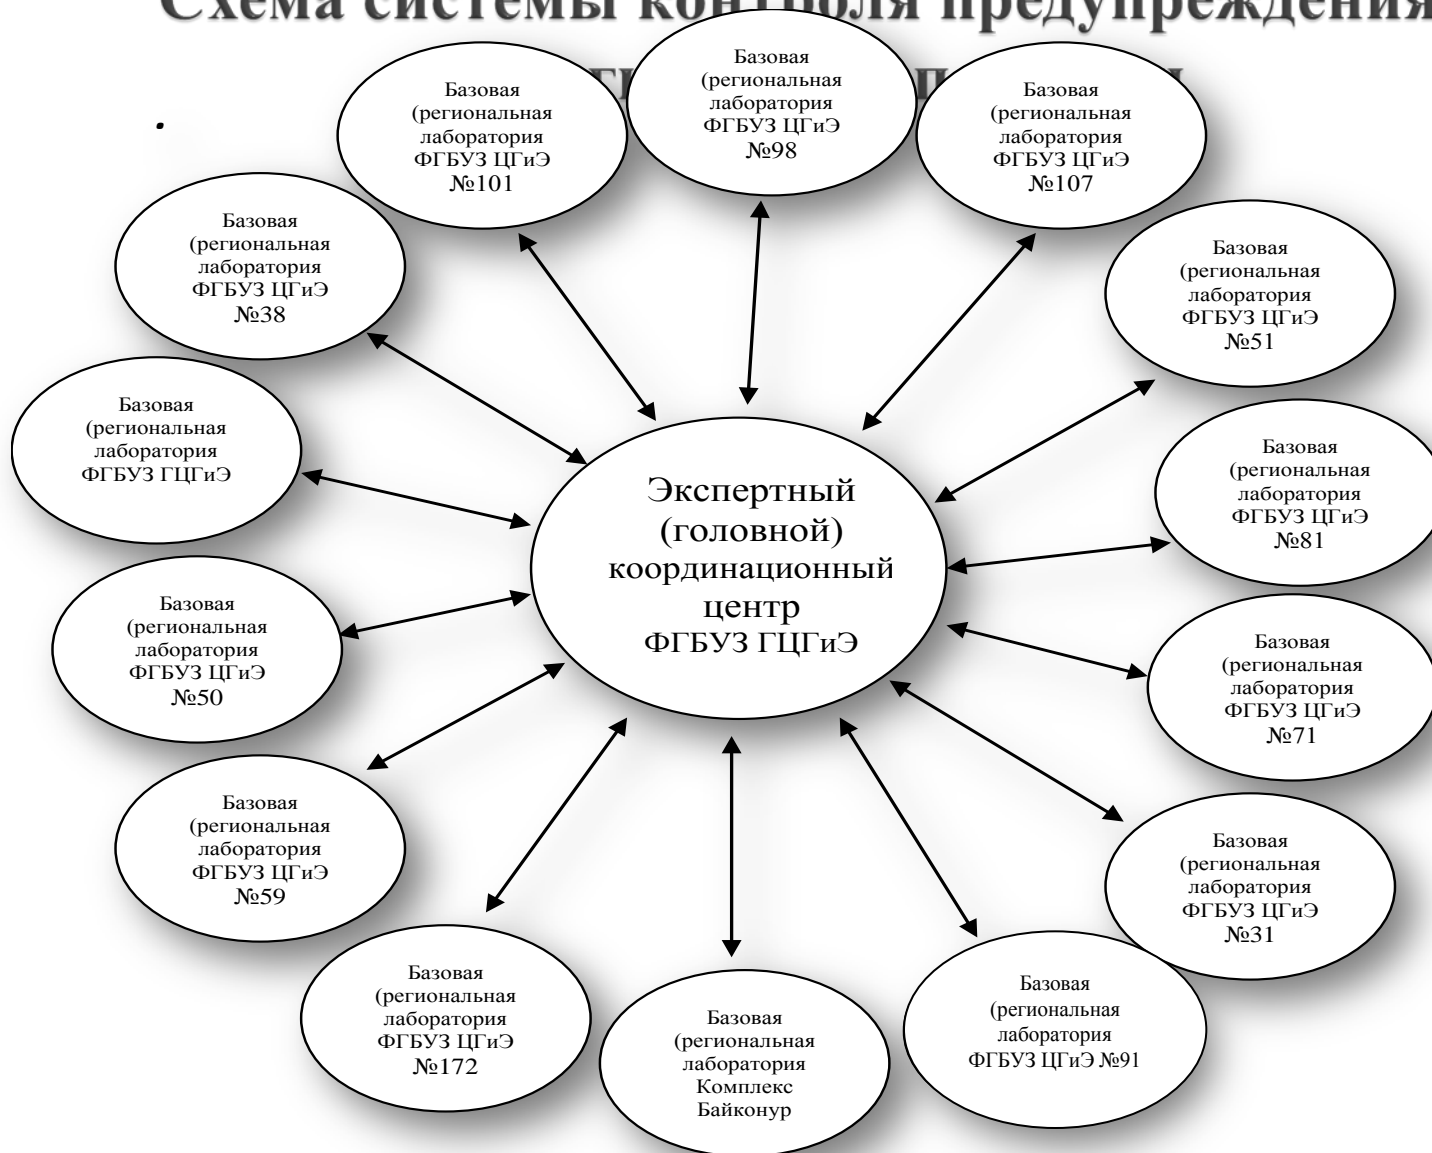 Схема системы контроля предупреждения
Базовая
(региональная
лаборатория
ФГБУЗ ЦГиЭ
№98
Базовая
(региональная
лаборатория
ФГБУЗ ЦГиЭ
№101
Базовая
(региональная
лаборатория
ФГБУЗ ЦГиЭ
№107
Базовая
(региональная
лаборатория
ФГБУЗ ЦГиЭ
№38
Базовая
(региональная
лаборатория
ФГБУЗ ЦГиЭ
№51
Базовая
(региональная
лаборатория
ФГБУЗ ГЦГиЭ
Базовая
(региональная
лаборатория
ФГБУЗ ЦГиЭ
№81
Экспертный
(головной)
координационный
центр
ФГБУЗ ГЦГиЭ
Базовая
(региональная
лаборатория
ФГБУЗ ЦГиЭ
№50
Базовая
(региональная
лаборатория
ФГБУЗ ЦГиЭ
№71
Базовая
(региональная
лаборатория
ФГБУЗ ЦГиЭ
№59
Базовая
(региональная
лаборатория
ФГБУЗ ЦГиЭ
№31
Базовая
(региональная
лаборатория
ФГБУЗ ЦГиЭ
№172
Базовая
(региональная
лаборатория
Комплекс
Байконур
Базовая
(региональная
лаборатория
ФГБУЗ ЦГиЭ №91